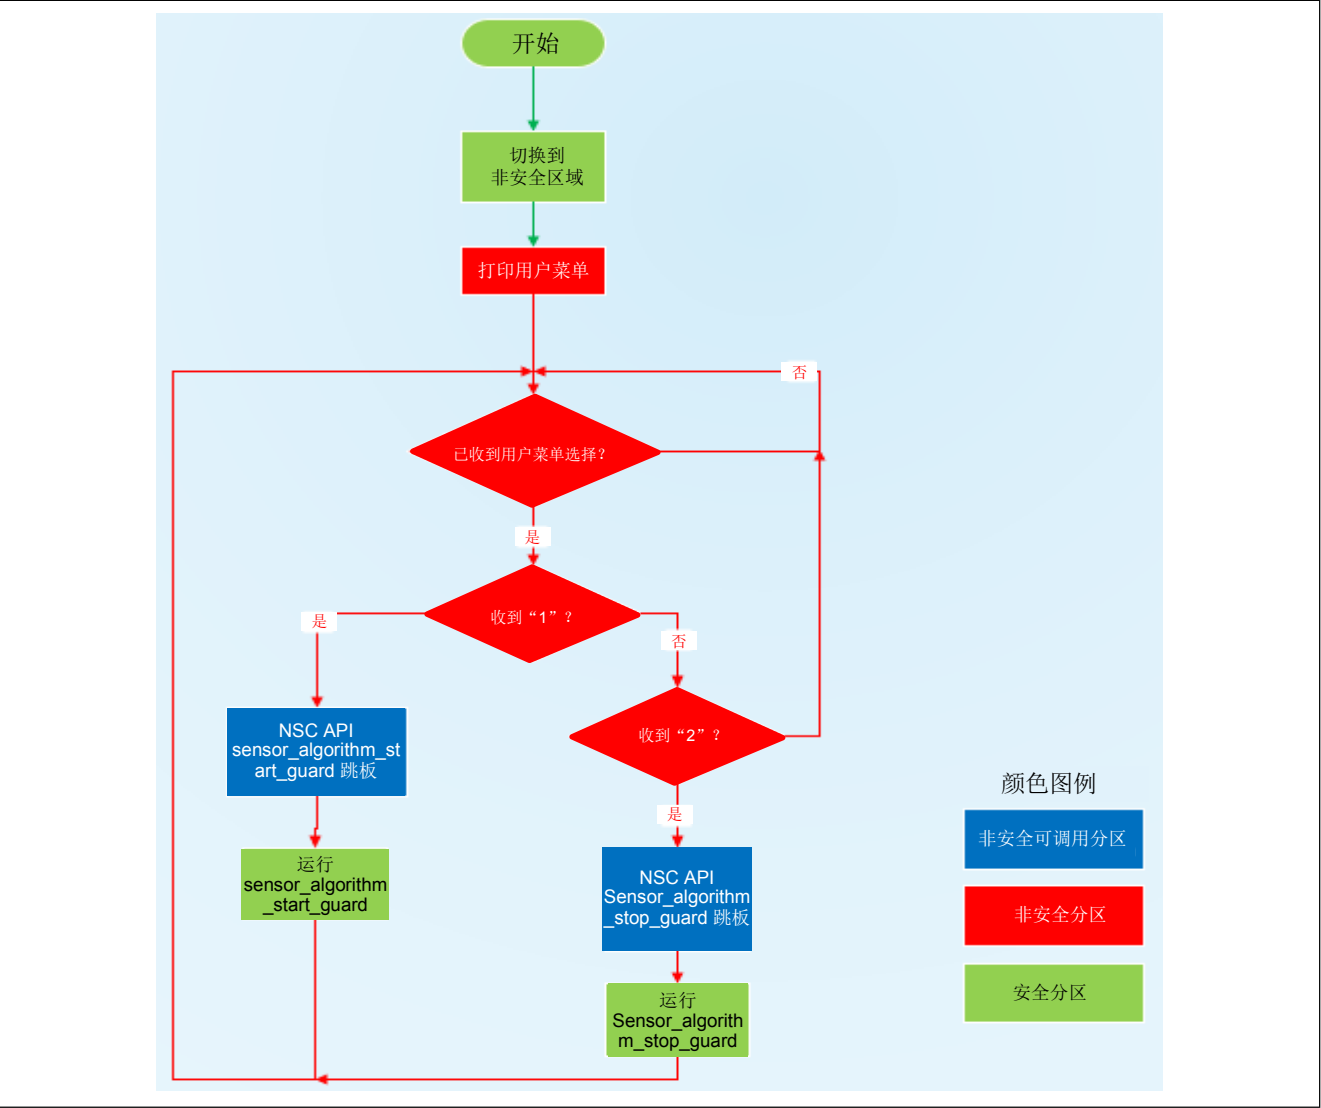 开始
切换到
非安全区域
打印用户菜单
否
已收到用户菜单选择？
是
收到“1”？
是
否
收到“2”？
NSC API
sensor_algorithm_st
art_guard 跳板
是
运行
sensor_algorithm
_start_guard
NSC API
Sensor_algorithm
_stop_guard 跳板
运行
Sensor_algorith
m_stop_guard
颜色图例
非安全可调用分区
非安全分区
安全分区